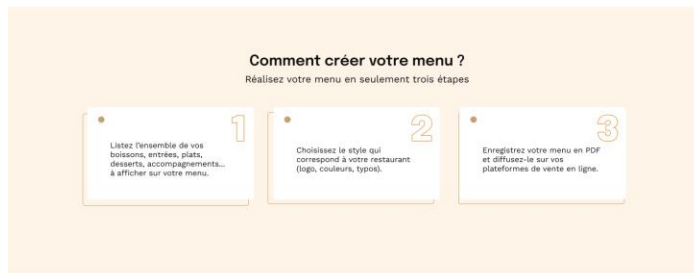 Comment créer votre menu ?
Réalisez votre menu en seulement trois étapes
1
Listez l'ensemble de vos
boissons, entrées, plats,
desserts, accompagnements...
à afficher sur votre menu.
2
Choisissez le style qui
correspond à votre restaurant
(logo, couleurs, typos).
3
Enregistrez votre menu en PDF
et diffusez-le sur vos
plateformes de vente en ligne.